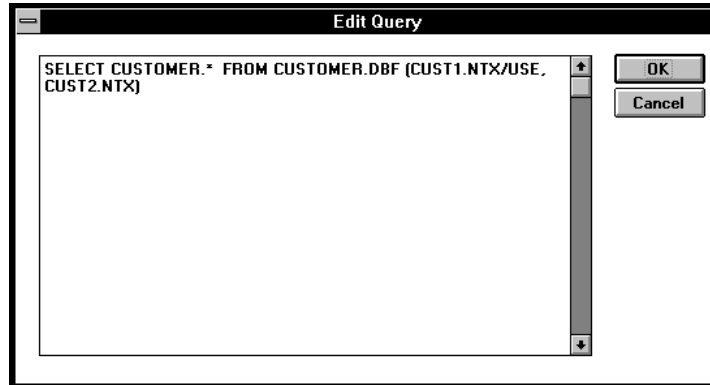 Edit Query
SELECT CUSTOMER.*  FROM CUSTOMER.DBF (CUST1.NTX/USE,
CUST2.NTX)
OK
Cancel